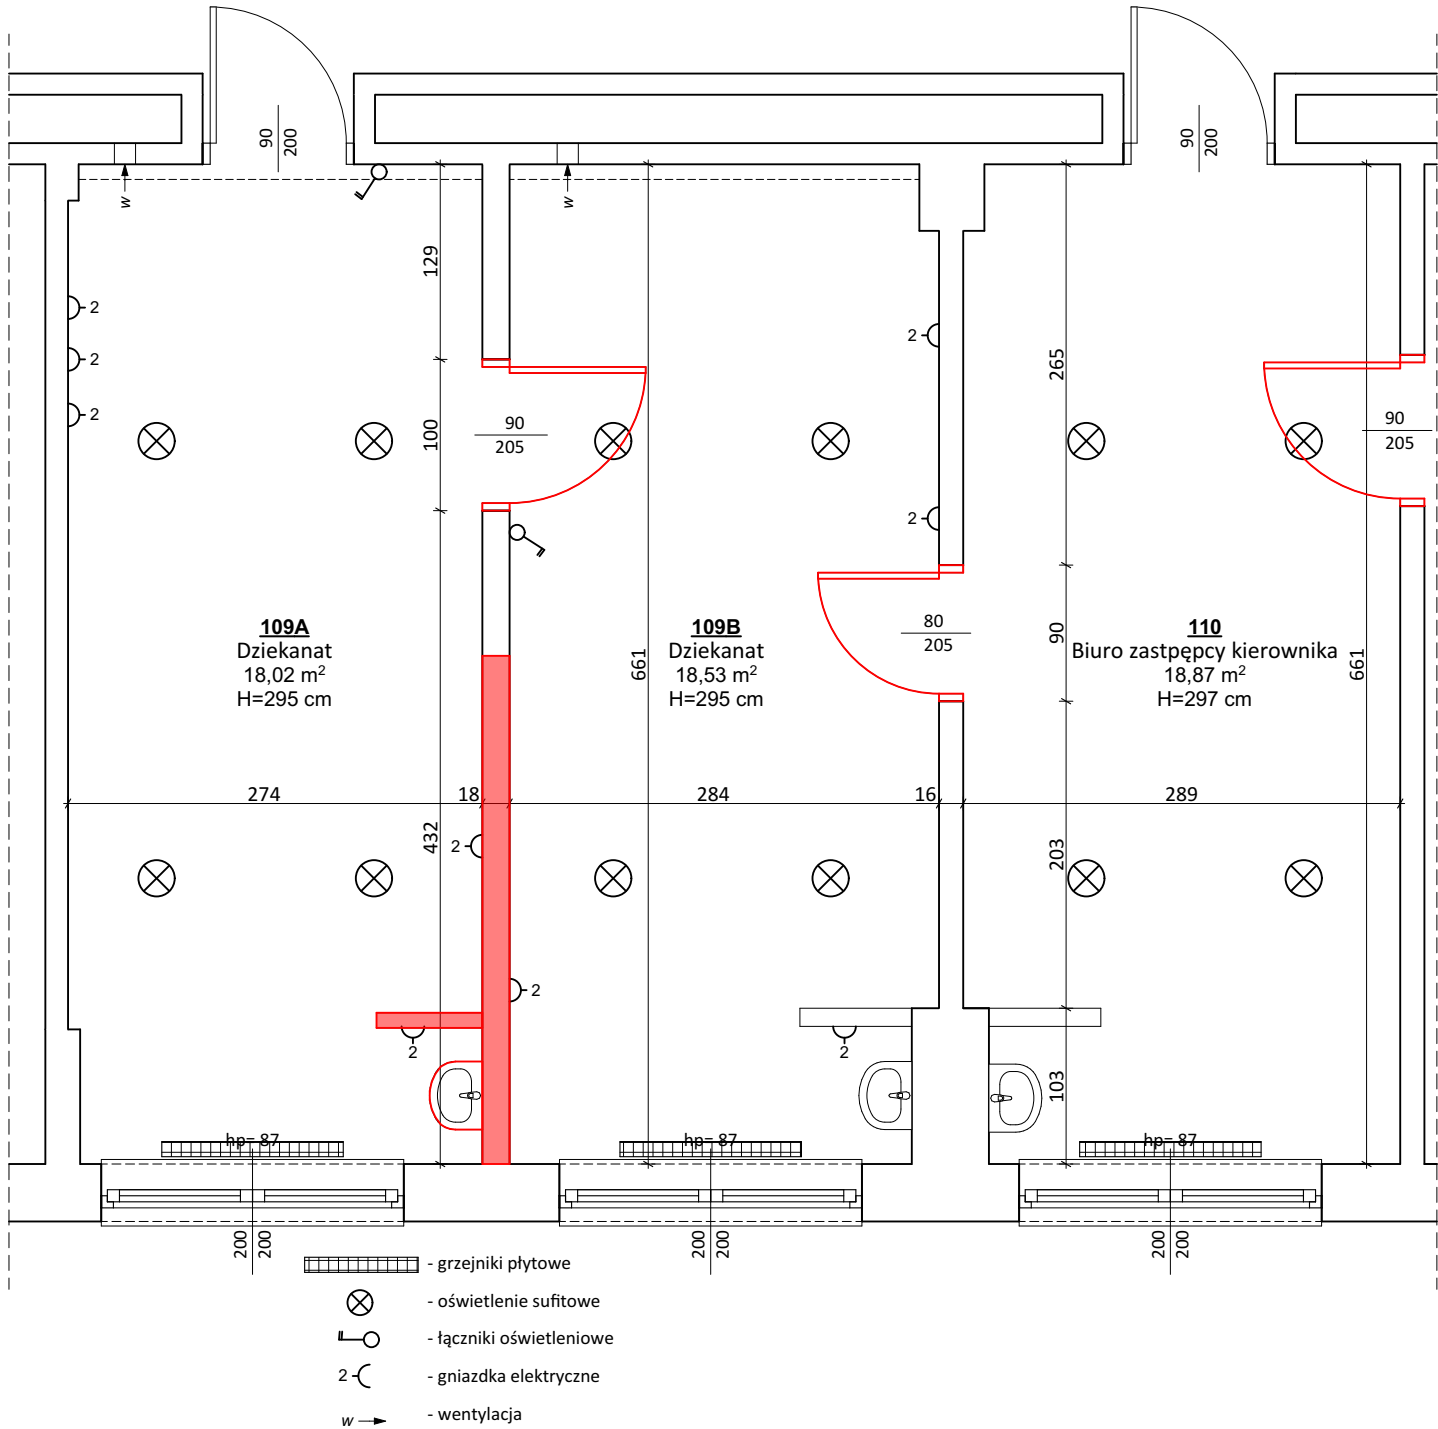 90
200
90
200
w
w
129
2
2
2
2
265
100
90
205
90
205
2
109A
Dziekanat
18,02 m²
H=295 cm
661
109B
Dziekanat
18,53 m²
H=295 cm
80
205
90
110
Biuro zastępcy kierownika
18,87 m²
H=297 cm
661
274
18
284
16
289
432
2
203
2
2
2
103
hp= 87
hp= 87
hp= 87
200
200
200
200
200
200
- grzejniki płytowe
- oświetlenie sufitowe
- łączniki oświetleniowe
2
- gniazdka elektryczne
w
- wentylacja